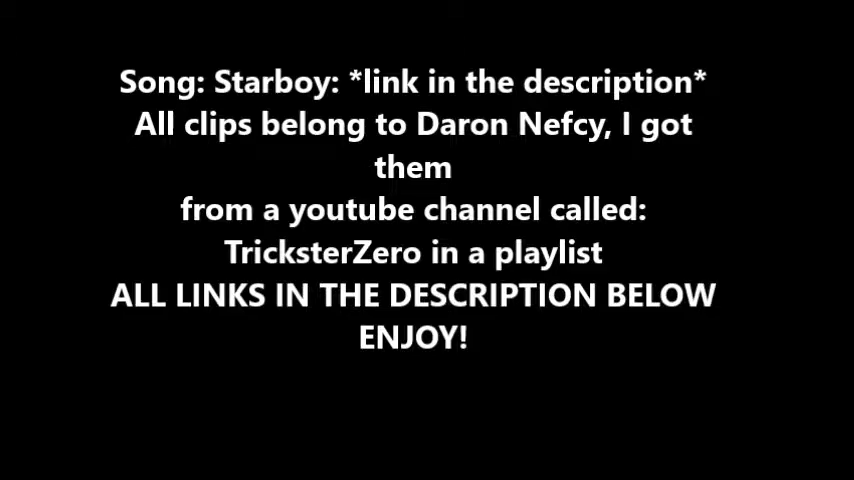 Song: Starboy: *link in the description*
All clips belong to Daron Nefcy, I got
them
from a youtube channel called:
TricksterZero in a playlist
ALL LINKS IN THE DESCRIPTION BELOW
ENJOY!